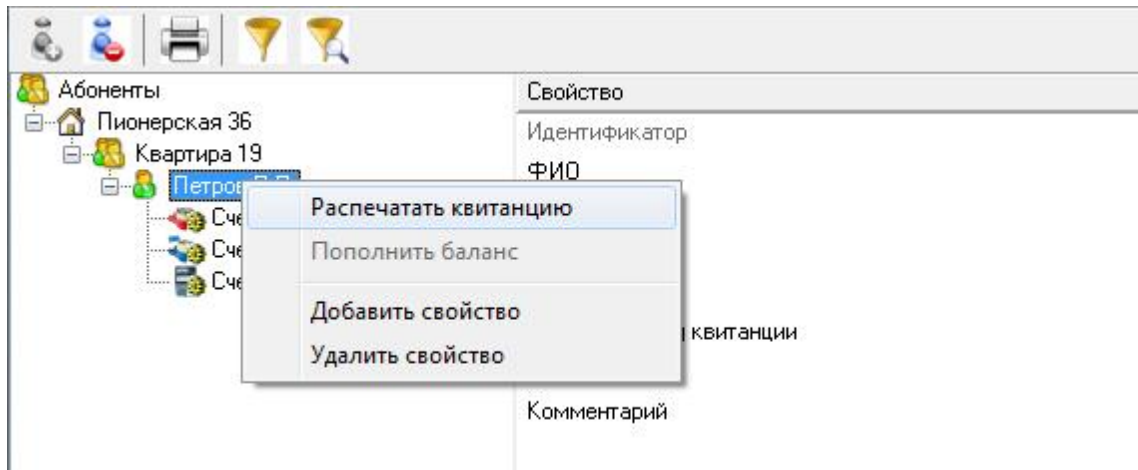 Абоненты
Пионерская 36
Квартира 19
Свойство
Идентификатор
ФИО
Распечатать квитанцию
Пополнить баланс
Добавить свойство
Удалить свойство
квитанции
Комментарий